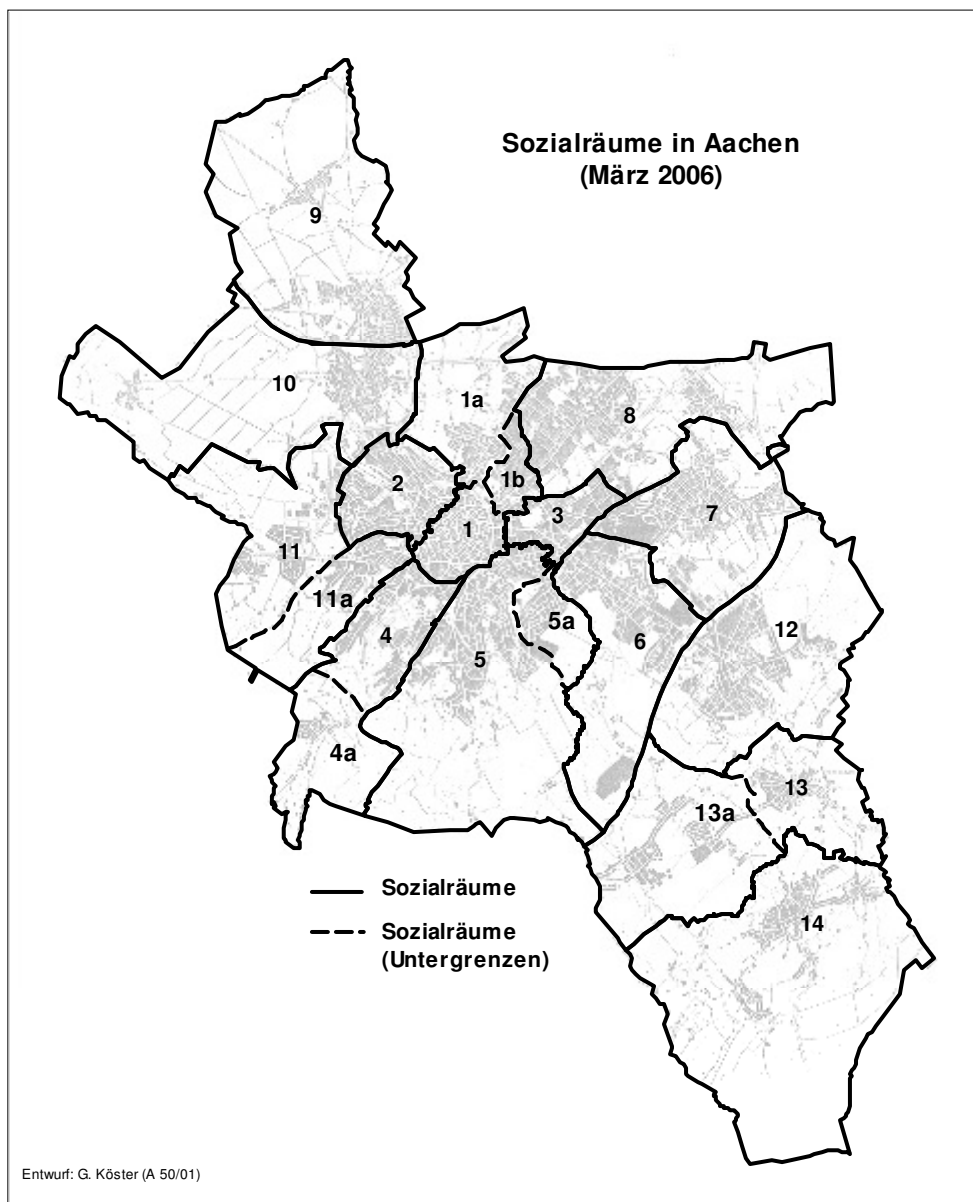 Sozialräume in Aachen
(März 2006)
9
10
1a
8
2
1b
1
3
7
11
11a
4
5
5a
6
12
4a
13
13a
14
Sozialräume
Sozialräume
(Untergrenzen)
Entwurf: G. Köster (A 50/01)